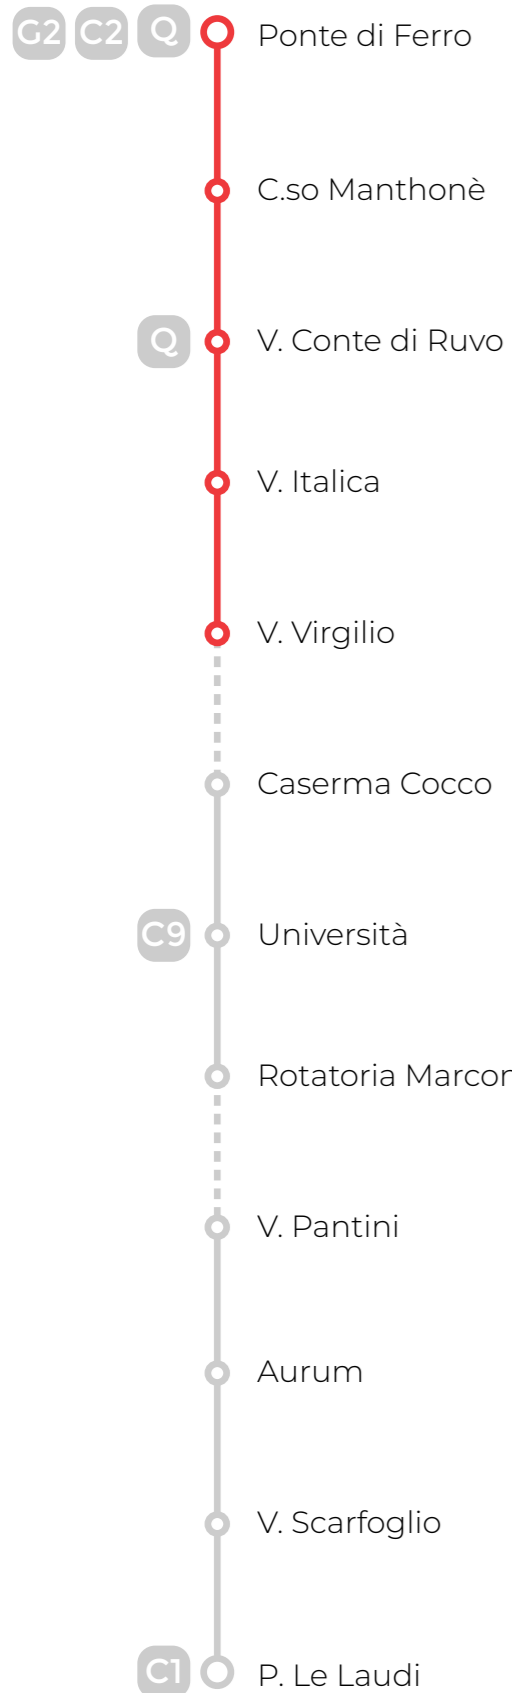 G2 C2 Q Ponte di Ferro
C.so Manthonè
Q V. Conte di Ruvo
V. Italica
V. Virgilio
Caserma Cocco
C9 Università
Rotatoria
V. Pantini
Aurum
V. Scarfoglio
C1 P. Le Laudi